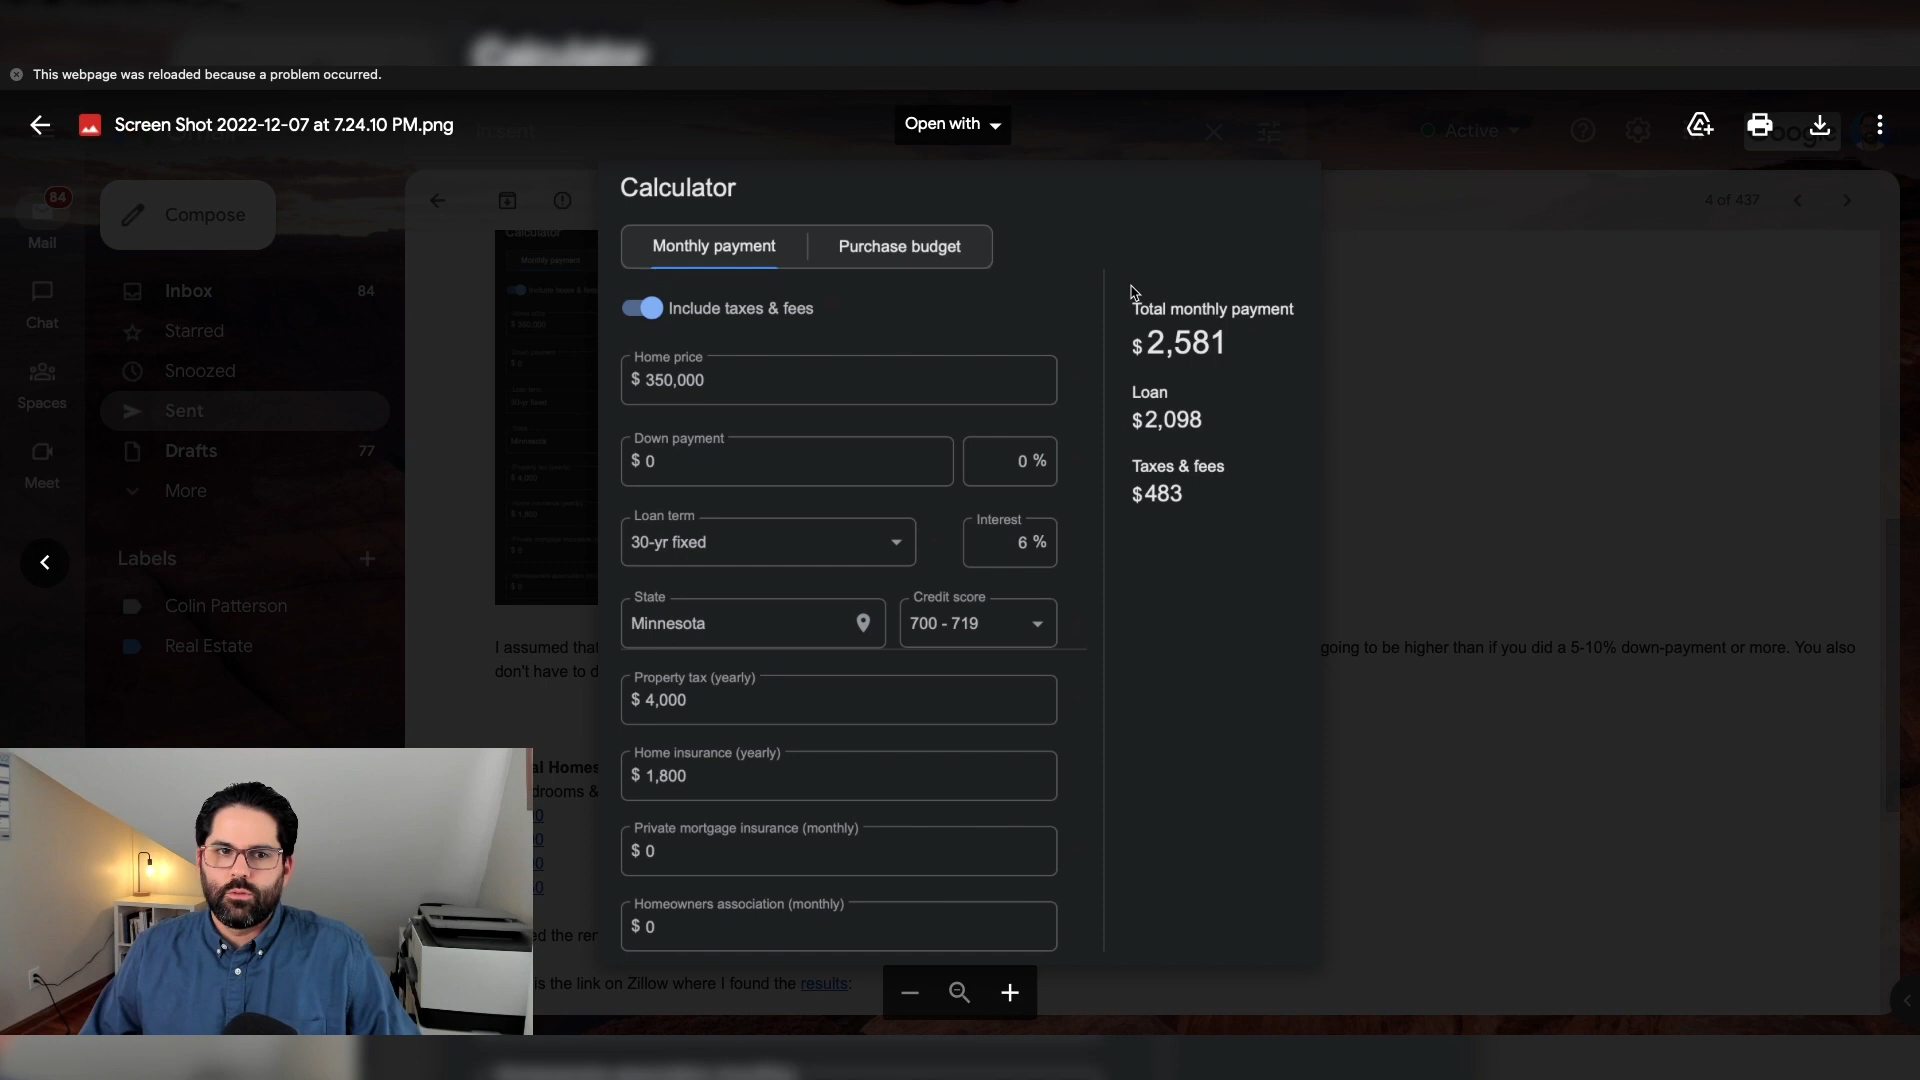 Calculator
This webpage was reloaded because a problem occurred.
Screen Shot 2022-12-07 at 7.24.10 PM.png
Open with
in:sent
Active
Google
84
Mail
Chat
Spaces
Meet
Compose
Inbox 84
Starred
Snoozed
Sent
Drafts 77
More
Labels
Colin Patterson
Real Estate
4 of 437
Calculator
Monthly payment
Purchase budget
Include taxes & fees
Home price
$ 350,000
Down payment
$ 0
0 %
Loan term
30-yr fixed
Interest
6 %
State
Minnesota
Credit score
700 - 719
Property tax (yearly)
$ 4,000
Home insurance (yearly)
$ 1,800
Private mortgage insurance (monthly)
$ 0
Homeowners association (monthly)
$ 0
Total monthly payment
$ 2,581
Loan
$2,098
Taxes & fees
$483
I assumed that
going to be higher than if you did a 5-10% down-payment or more. You also
don't have to
is the link on Zillow where I found the results: